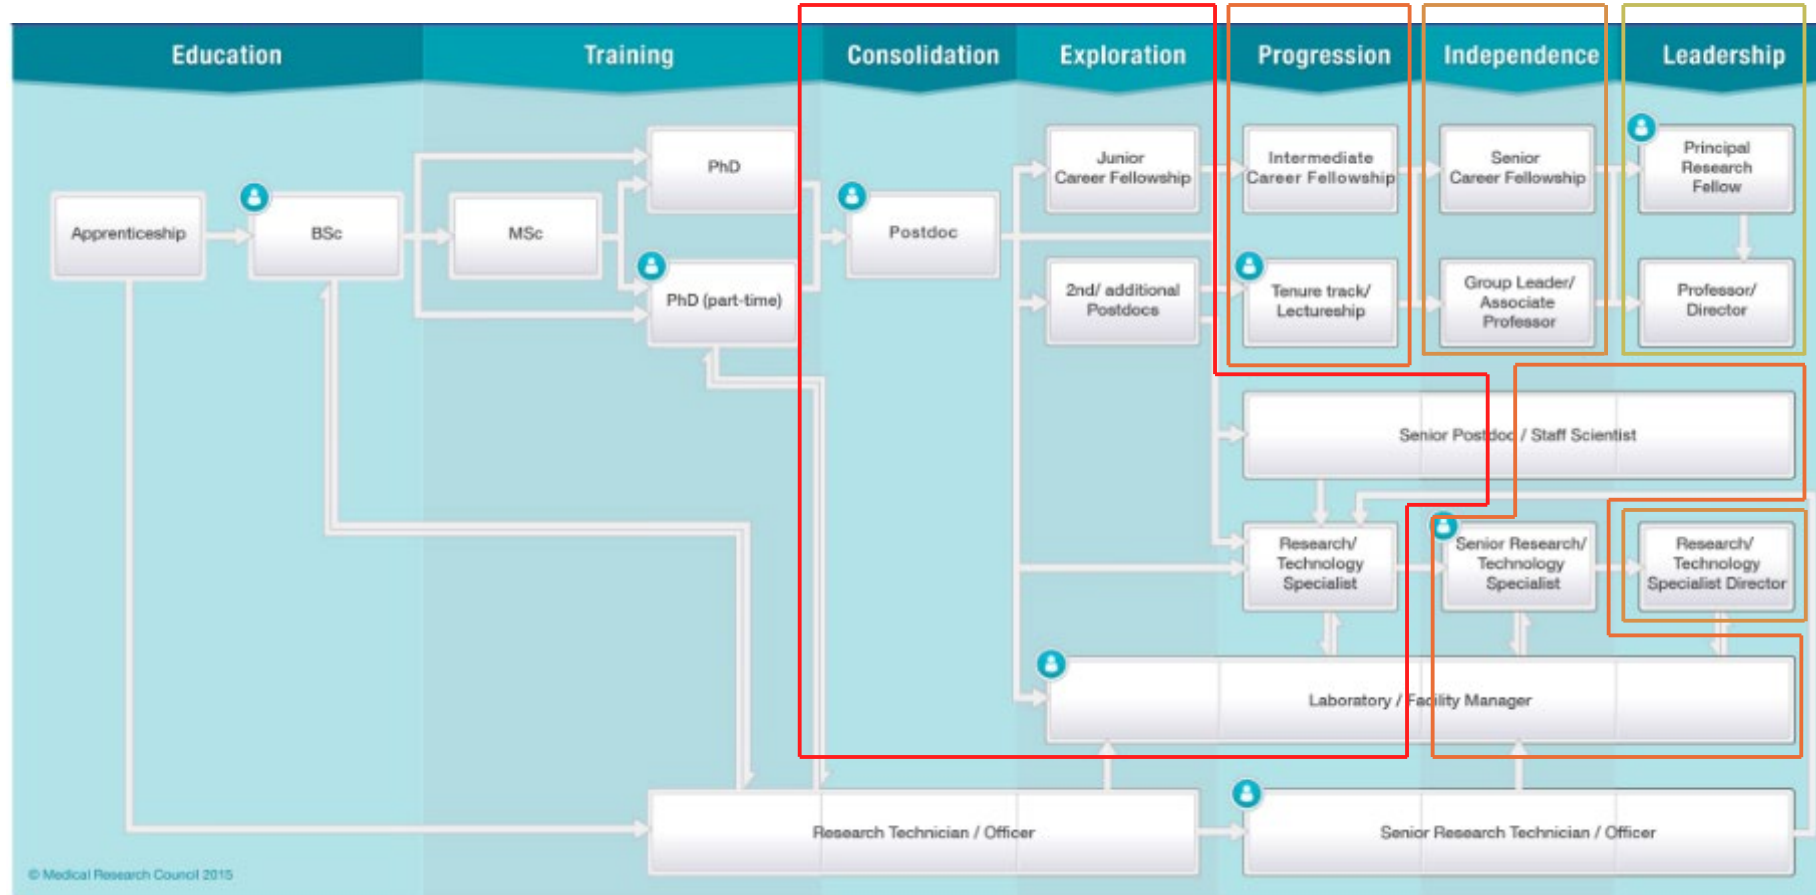 Education
Training
Consolidation
Exploration
Progression
Independence
Leadership
PhD
Junior
Career Fellowship
Intermediate
Career Fellowship
Senior
Career Fellowship
Principal
Research
Fellow
Apprenticeship
BSc
MSc
Postdoc
PhD (part-time)
2nd/ additional
Postdocs
Tenure track/
Lectureship
Group Leader/
Associate
Professor
Professor/
Director
Senior Postdoc / Staff Scientist
Research/
Technology
Specialist
Senior Research/
Technology
Specialist
Research/
Technology
Specialist Director
Laboratory / Facility Manager
Research Technician / Officer
Senior Research Technician / Officer
© Medical Research Council 2015